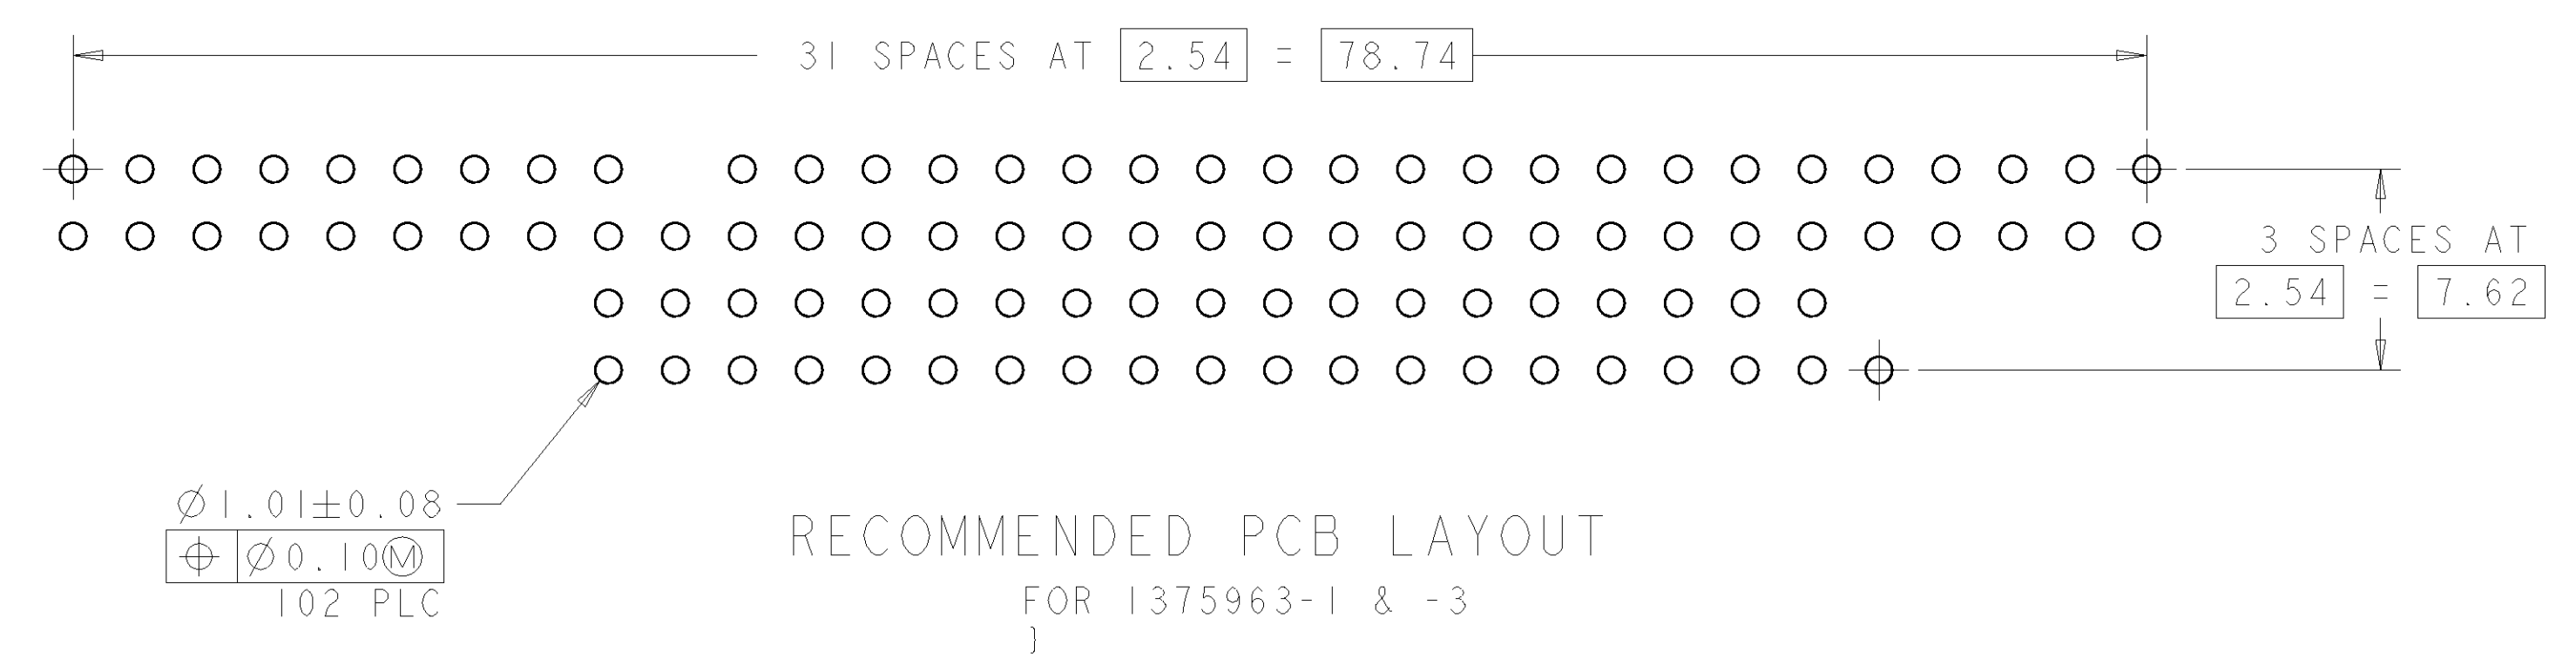 31 SPACES AT 2.54 = 78.74
3 SPACES AT
2.54 = 7.62
Ø1.01±0.08
⌖ Ø0.10Ⓜ
102 PLC
RECOMMENDED PCB LAYOUT
FOR 1375963-1 & -3
}